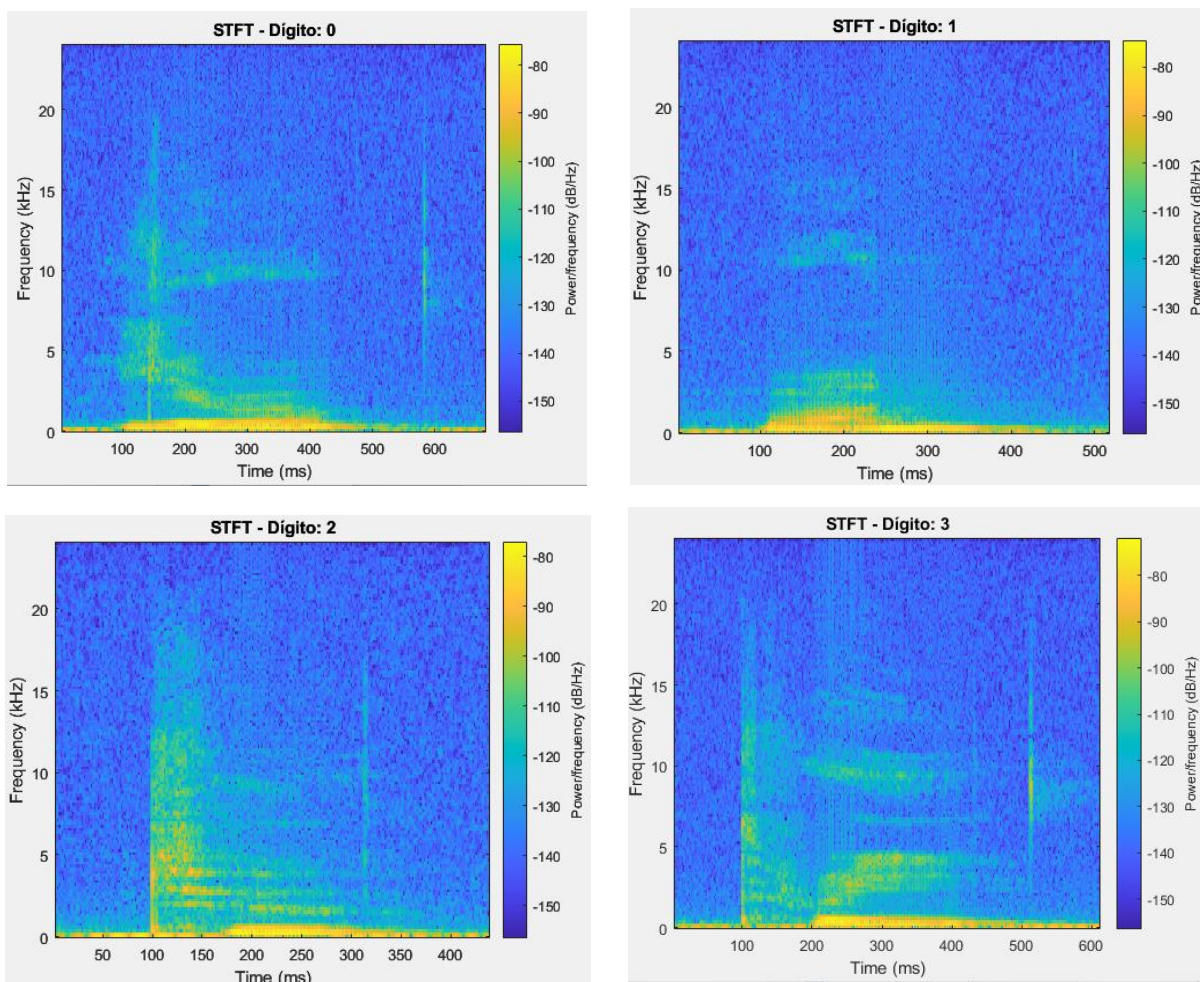 STFT - Dígito: 0
Frequency (kHz)
20
15
10
5
0
100 200 300 400 500 600
Time (ms)
-80
-90
-100
-110
-120
-130
-140
-150
Power/frequency (dB/Hz)
STFT - Dígito: 1
Frequency (kHz)
20
15
10
5
0
100 200 300 400 500
Time (ms)
-80
-90
-100
-110
-120
-130
-140
-150
Power/frequency (dB/Hz)
STFT - Dígito: 2
Frequency (kHz)
20
15
10
5
0
50 100 150 200 250 300 350 400
Time (ms)
-80
-90
-100
-110
-120
-130
-140
-150
Power/frequency (dB/Hz)
STFT - Dígito: 3
Frequency (kHz)
20
15
10
5
0
100 200 300 400 500 600
Time (ms)
-80
-90
-100
-110
-120
-130
-140
-150
Power/frequency (dB/Hz)